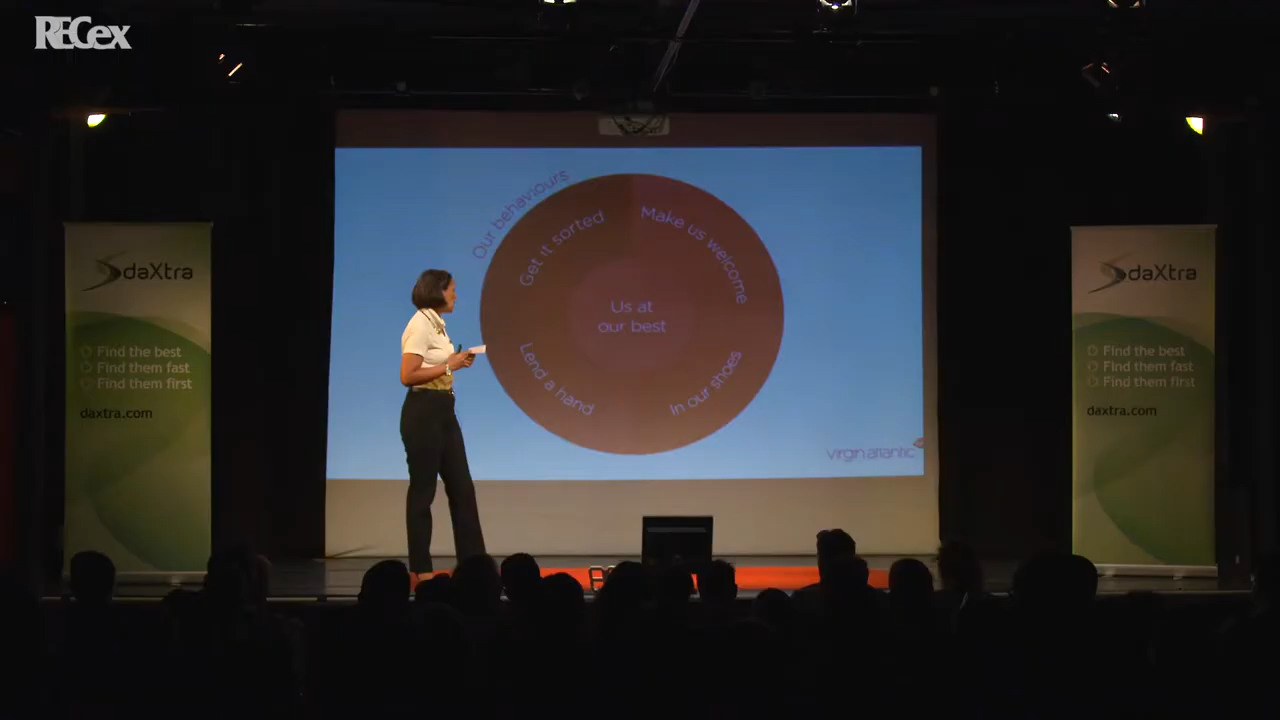 RECex
Our behaviours
Get it sorted
Make us welcome
Us at
our best
Lend a hand
In our shoes
virgin atlantic
daXtra
Find the best
Find them fast
Find them first
daxtra.com
daXtra
Find the best
Find them fast
Find them first
daxtra.com